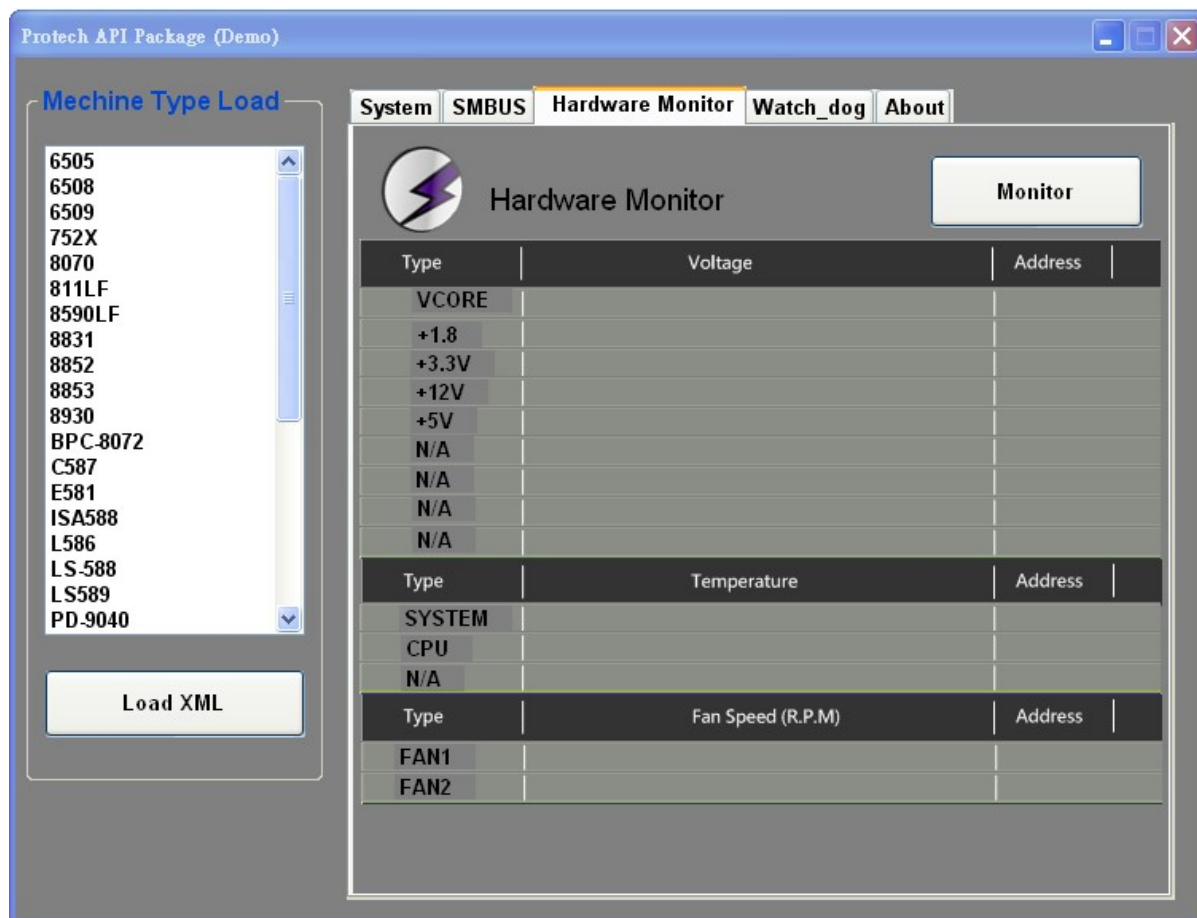 Protech API Package (Demo)
Mechine Type Load
6505
6508
6509
752X
8070
811LF
8590LF
8831
8852
8853
8930
BPC-8072
C587
E581
ISA588
L586
LS-588
LS589
PD-9040
Load XML
System SMBUS Hardware Monitor Watch_dog About
Hardware Monitor
Monitor
Type Voltage Address
VCORE
+1.8
+3.3V
+12V
+5V
N/A
N/A
N/A
N/A
Type Temperature Address
SYSTEM
CPU
N/A
Type Fan Speed (R.P.M) Address
FAN1
FAN2